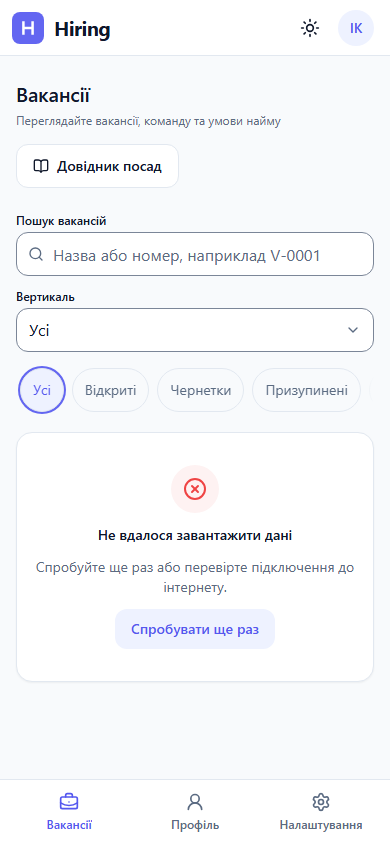 H Hiring
ІК
Вакансії
Переглядайте вакансії, команду та умови найму
Довідник посад
Пошук вакансій
Назва або номер, наприклад V-0001
Вертикаль
Усі
Усі Відкриті Чернетки Призупинені
Не вдалося завантажити дані
Спробуйте ще раз або перевірте підключення до
інтернету.
Спробувати ще раз
Вакансії Профіль Налаштування